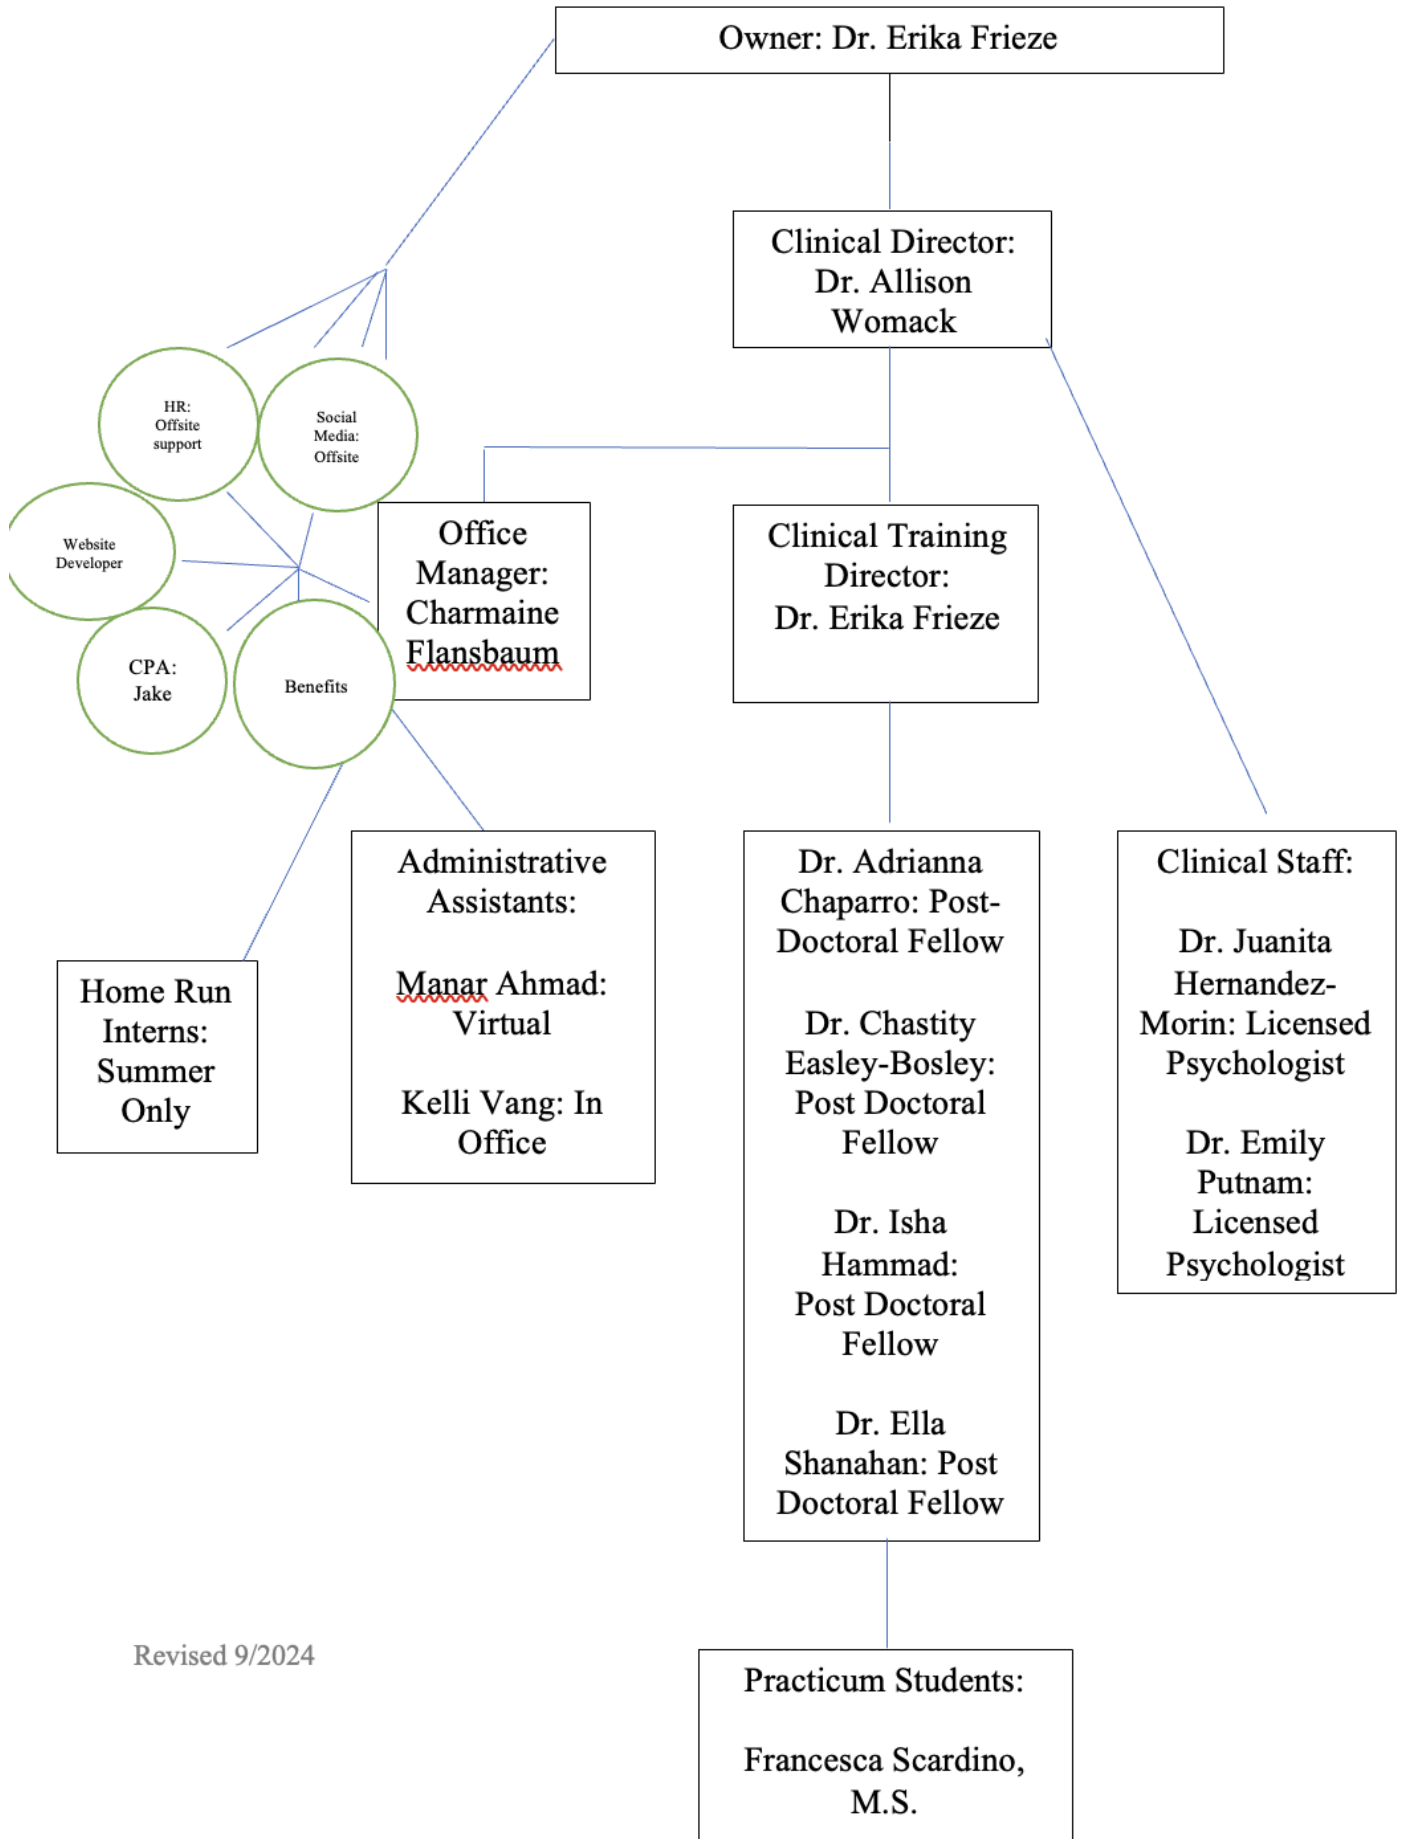 Owner: Dr. Erika Frieze
Clinical Director:
Dr. Allison
Womack
HR:
Offsite
support
Social
Media:
Offsite
Website
Developer
CPA:
Jake
Benefits
Office
Manager:
Charmaine
Flansbaum
Clinical Training
Director:
Dr. Erika Frieze
Home Run
Interns:
Summer
Only
Administrative
Assistants:
Manar Ahmad:
Virtual
Kelli Vang: In
Office
Dr. Adrianna
Chaparro: Post-
Doctoral Fellow
Dr. Chastity
Easley-Bosley:
Post Doctoral
Fellow
Dr. Isha
Hammad:
Post Doctoral
Fellow
Dr. Ella
Shanahan: Post
Doctoral Fellow
Clinical Staff:
Dr. Juanita
Hernandez-
Morin: Licensed
Psychologist
Dr. Emily
Putnam:
Licensed
Psychologist
Revised 9/2024
Practicum Students:
Francesca Scardino,
M.S.